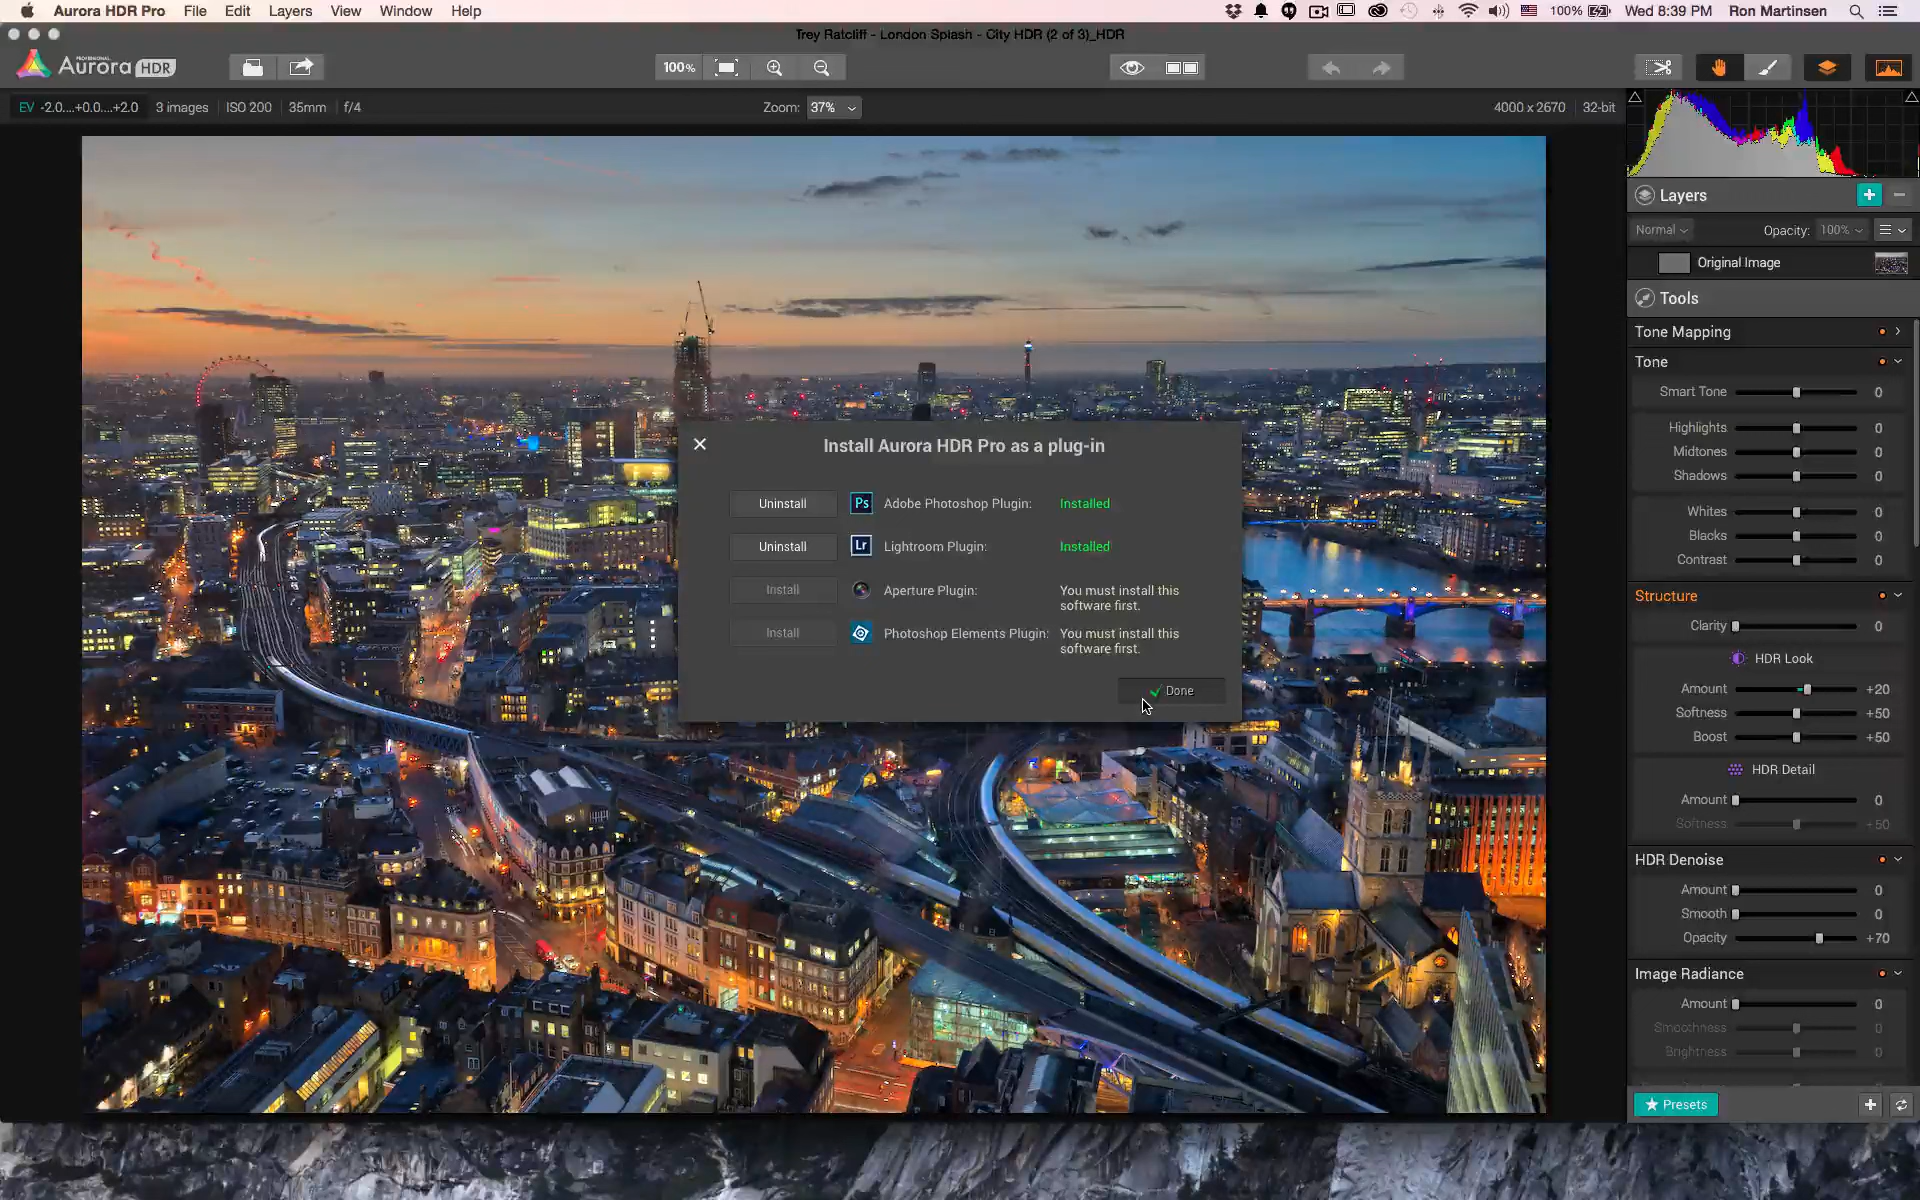 Aurora HDR Pro File Edit Layers View Window Help 100% Wed 8:39 PM Ron Martinsen
Trey Ratcliff - London Splash - City HDR (2 of 3)_HDR
PROFESSIONAL
Aurora HDR 100%
EV -2.0....+0.0....+2.0 3 images ISO 200 35mm f/4 Zoom: 37% 4000 x 2670 32-bit
Layers
Normal Opacity: 100%
Original Image
Tools
Tone Mapping
Tone
Smart Tone 0
Highlights 0
Midtones 0
Shadows 0
Whites 0
Blacks 0
Contrast 0
Structure
Clarity 0
HDR Look
Amount +20
Softness +50
Boost +50
HDR Detail
Amount 0
Softness +50
HDR Denoise
Amount 0
Smooth 0
Opacity +70
Image Radiance
Amount 0
Smoothness 0
Brightness 0
Presets
Install Aurora HDR Pro as a plug-in
Uninstall Ps Adobe Photoshop Plugin: Installed
Uninstall Lr Lightroom Plugin: Installed
Install Aperture Plugin: You must install this
software first.
Install Photoshop Elements Plugin: You must install this
software first.
Done